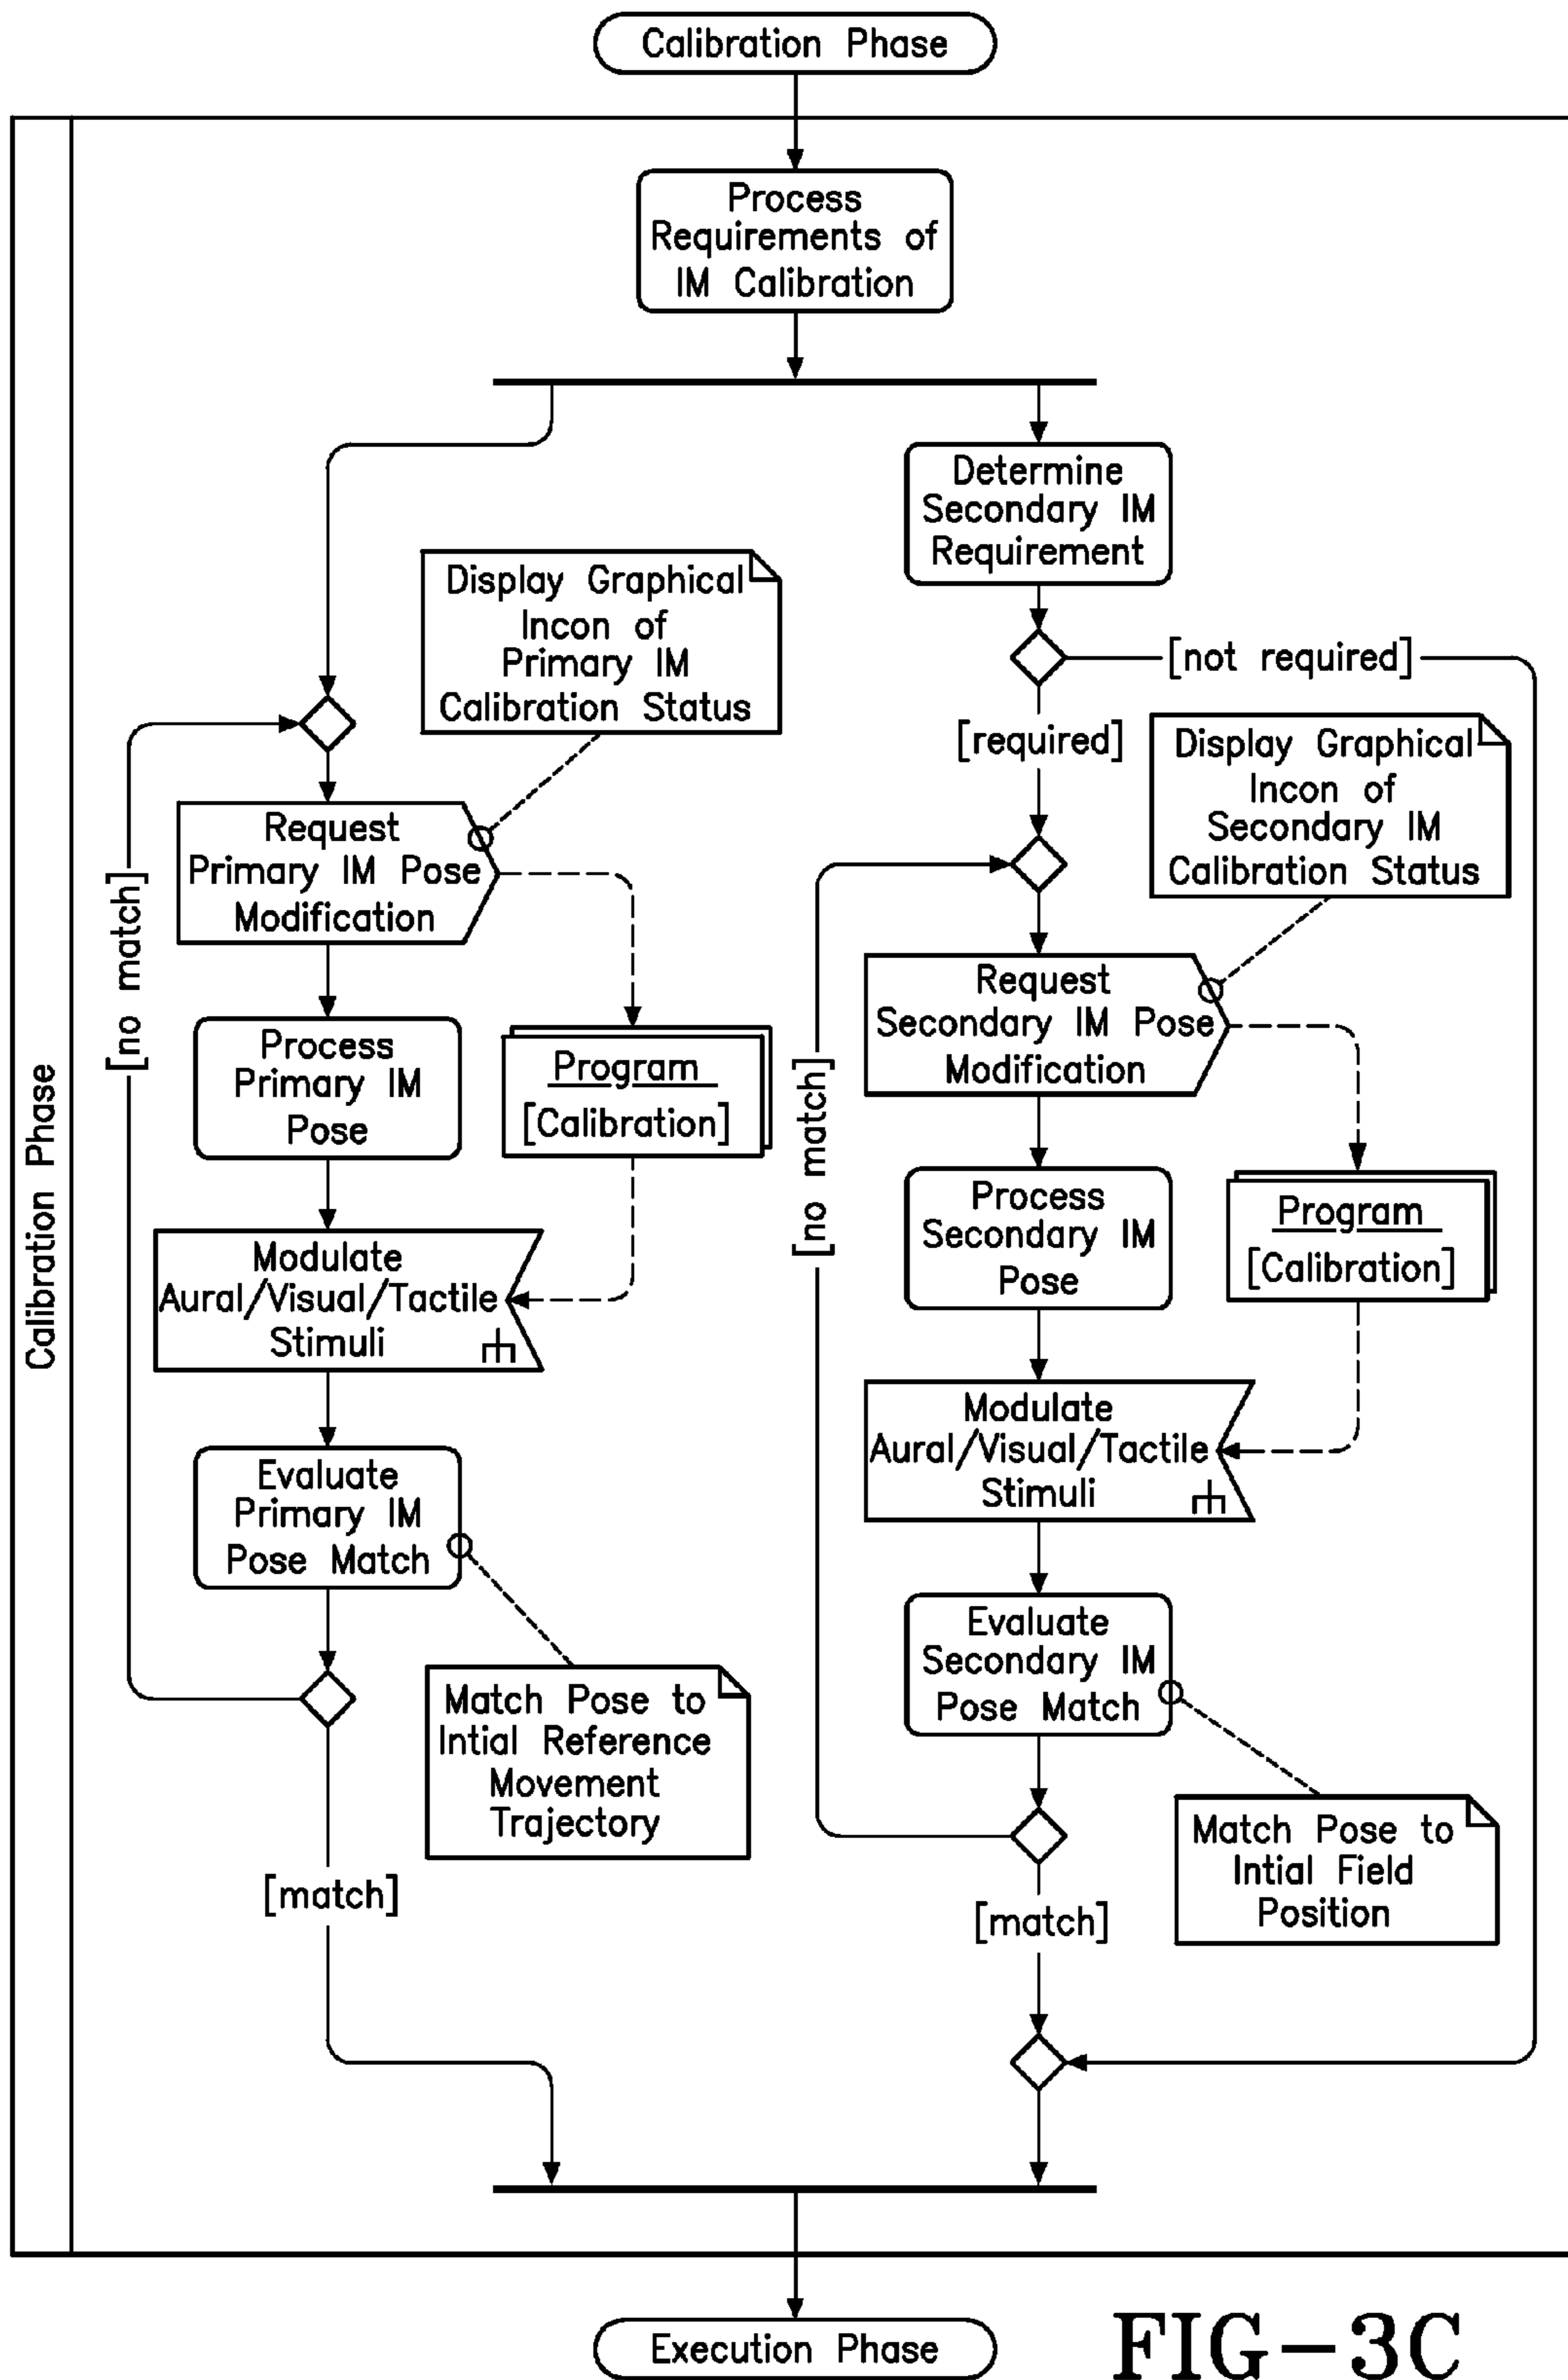 Calibration Phase
Calibration Phase
Process
Requirements of
IM Calibration
Determine
Secondary IM
Requirement
[not required]
[required]
Display Graphical
Incon of
Primary IM
Calibration Status
[no match]
Request
Primary IM Pose
Modification
Process
Primary IM
Pose
Program
[Calibration]
Modulate
Aural/Visual/Tactile
Stimuli
Evaluate
Primary IM
Pose Match
Match Pose to
Intial Reference
Movement
Trajectory
[match]
Display Graphical
Incon of
Secondary IM
Calibration Status
[no match]
Request
Secondary IM Pose
Modification
Process
Secondary IM
Pose
Program
[Calibration]
Modulate
Aural/Visual/Tactile
Stimuli
Evaluate
Secondary IM
Pose Match
Match Pose to
Intial Field
Position
[match]
Execution Phase
FIG-3C